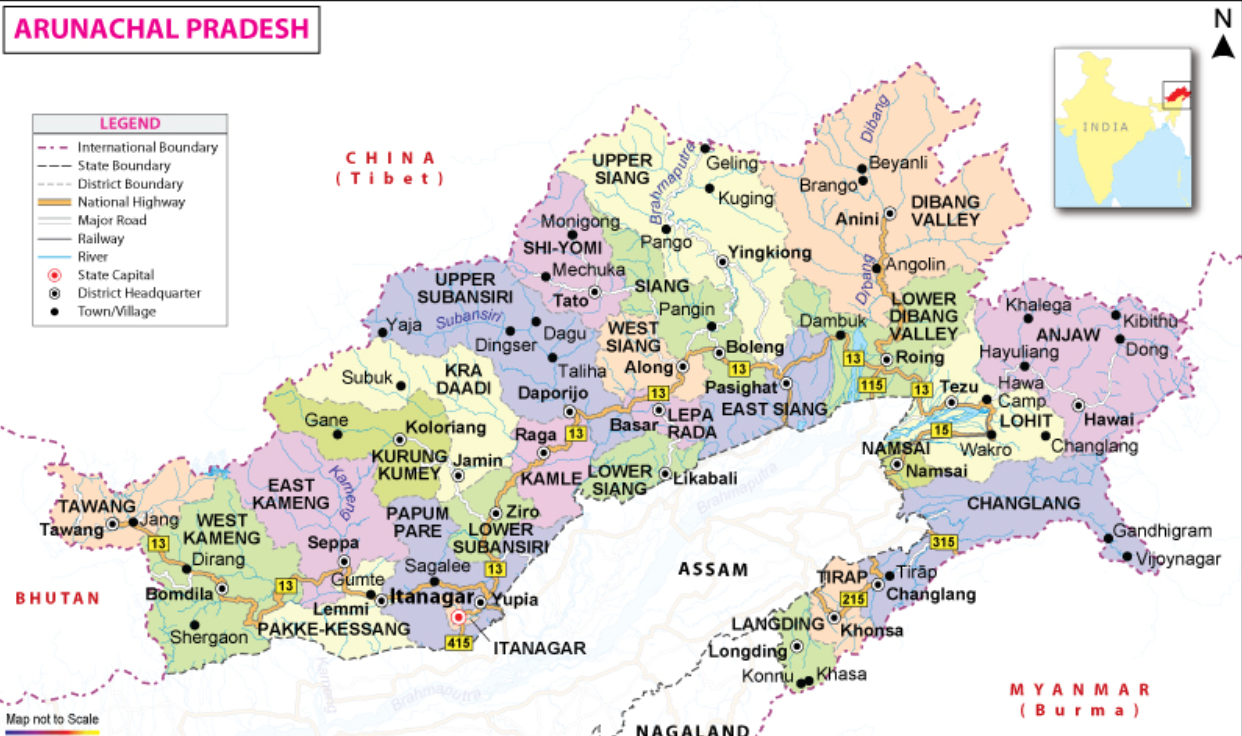 ARUNACHAL PRADESH
N
LEGEND
International Boundary
State Boundary
District Boundary
National Highway
Major Road
Railway
River
State Capital
District Headquarter
Town/Village
INDIA
CHINA
(Tibet)
UPPER
SIANG
Brahmaputra
Geling
Kuging
Pango
Yingkiong
Dibang
Beyanli
Brango
Anini
DIBANG
VALLEY
Angolin
Dibang
Monigong
SHI-YOMI
Mechuka
Tato
SIANG
Pangin
UPPER
SUBANSIRI
Subansiri
Yaja
Dingser
Dagu
Taliha
Daporijo
WEST
SIANG
Along
Boleng
13
Pasighat
EAST SIANG
Dambuk
LOWER
DIBANG
VALLEY
13
Roing
115
13
Khalega
Kibithu
ANJAW
Dong
Hayuliang
Hawa
Camp
Hawai
Tezu
LOHIT
15
Wakro
Changlang
NAMSAI
Namsai
CHANGLANG
Gandhigram
Vijoynagar
315
KRA
DAADI
Subuk
Gane
Koloriang
KURUNG
KUMEY
Jamin
Raga
13
13
Basar
LEPA
RADA
KAMLE
LOWER
SIANG
Likabali
Brahmaputra
TAWANG
Tawang
Jang
13
WEST
KAMENG
Dirang
Bomdila
Shergaon
13
EAST
KAMENG
Kameng
Seppa
Gumte
Lemmi
PAKKE-KESSANG
PAPUM
PARE
Sagalee
Ziro
LOWER
SUBANSIRI
13
Itanagar
Yupia
415
ITANAGAR
BHUTAN
ASSAM
Kameng
Brahmaputra
TIRAP
Tirāp
Changlang
215
LANGDING
Khonsa
Longding
Konnu
Khasa
NAGALAND
MYANMAR
(Burma)
Map not to Scale